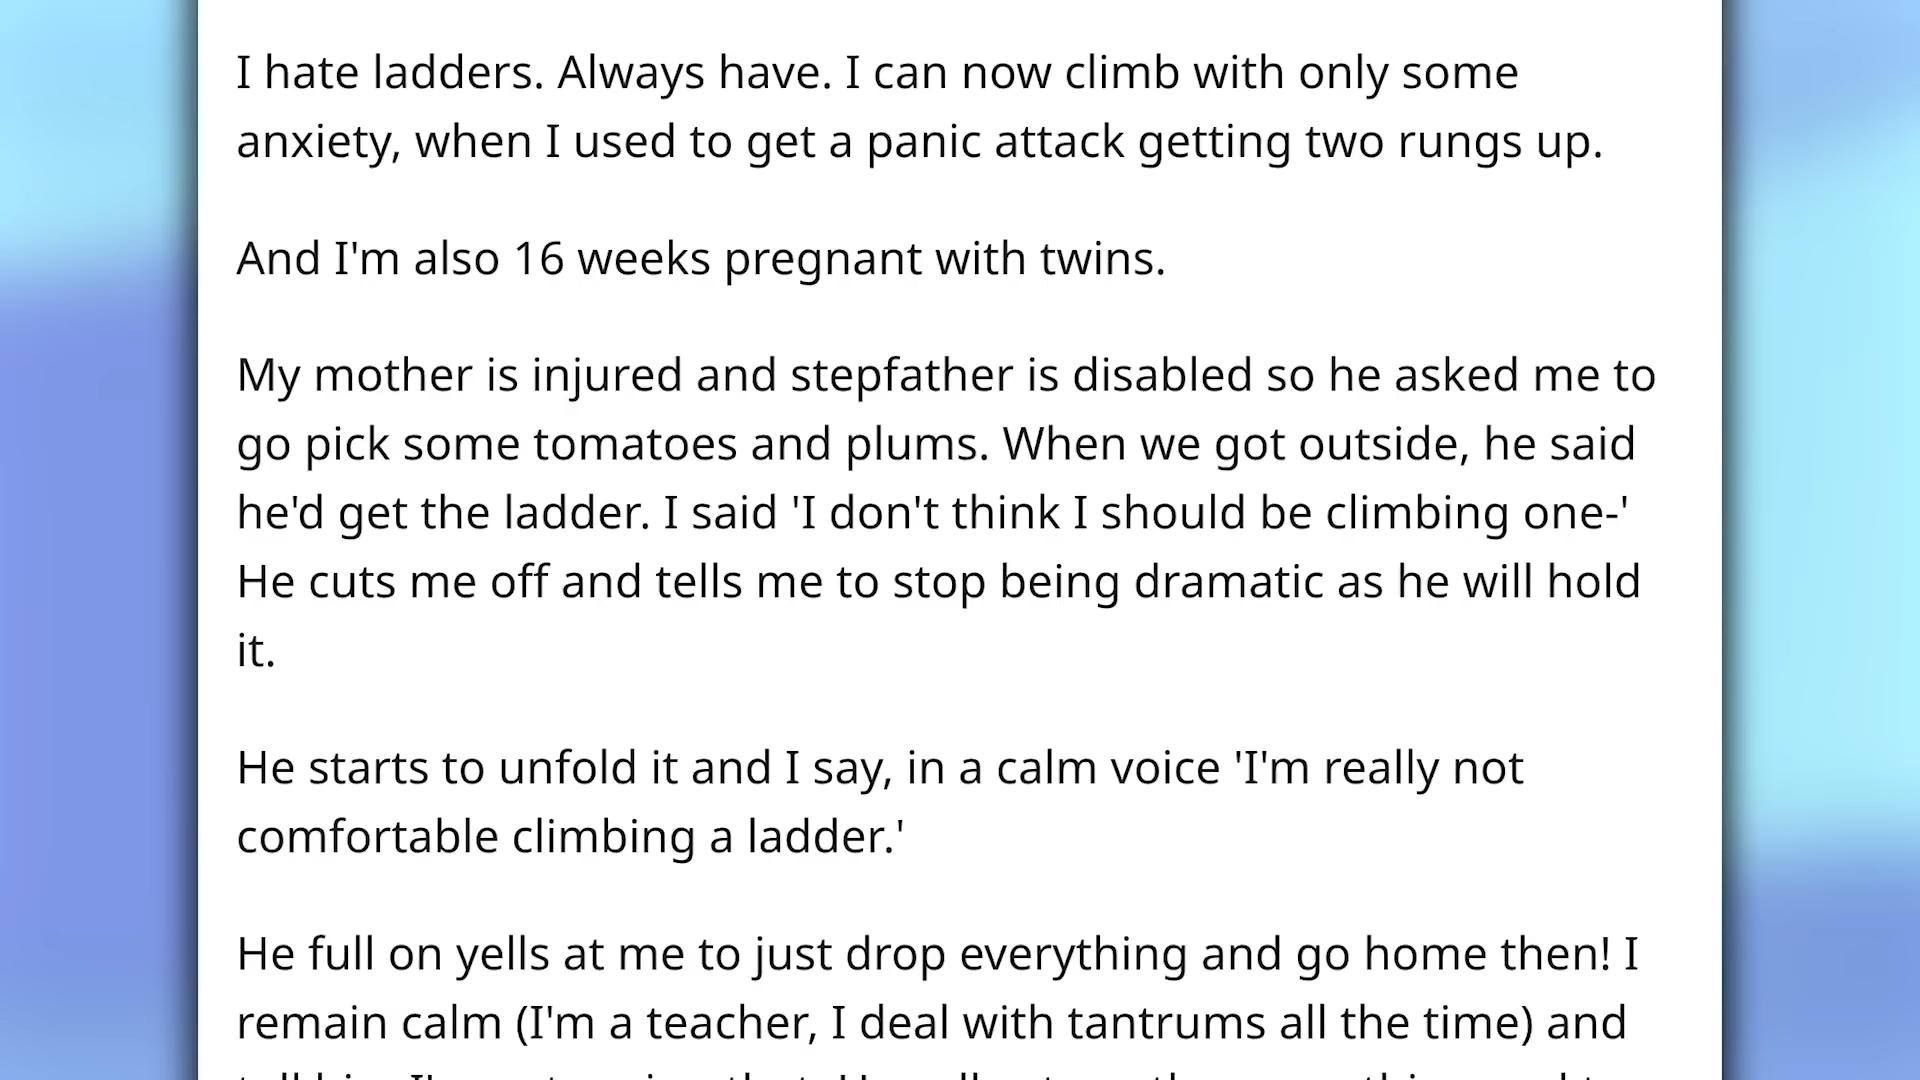 I hate ladders. Always have. I can now climb with only some
anxiety, when I used to get a panic attack getting two rungs up.
And I'm also 16 weeks pregnant with twins.
My mother is injured and stepfather is disabled so he asked me to
go pick some tomatoes and plums. When we got outside, he said
he'd get the ladder. I said 'I don't think I should be climbing one-'
He cuts me off and tells me to stop being dramatic as he will hold
it.
He starts to unfold it and I say, in a calm voice 'I'm really not
comfortable climbing a ladder.'
He full on yells at me to just drop everything and go home then! I
remain calm (I'm a teacher, I deal with tantrums all the time) and